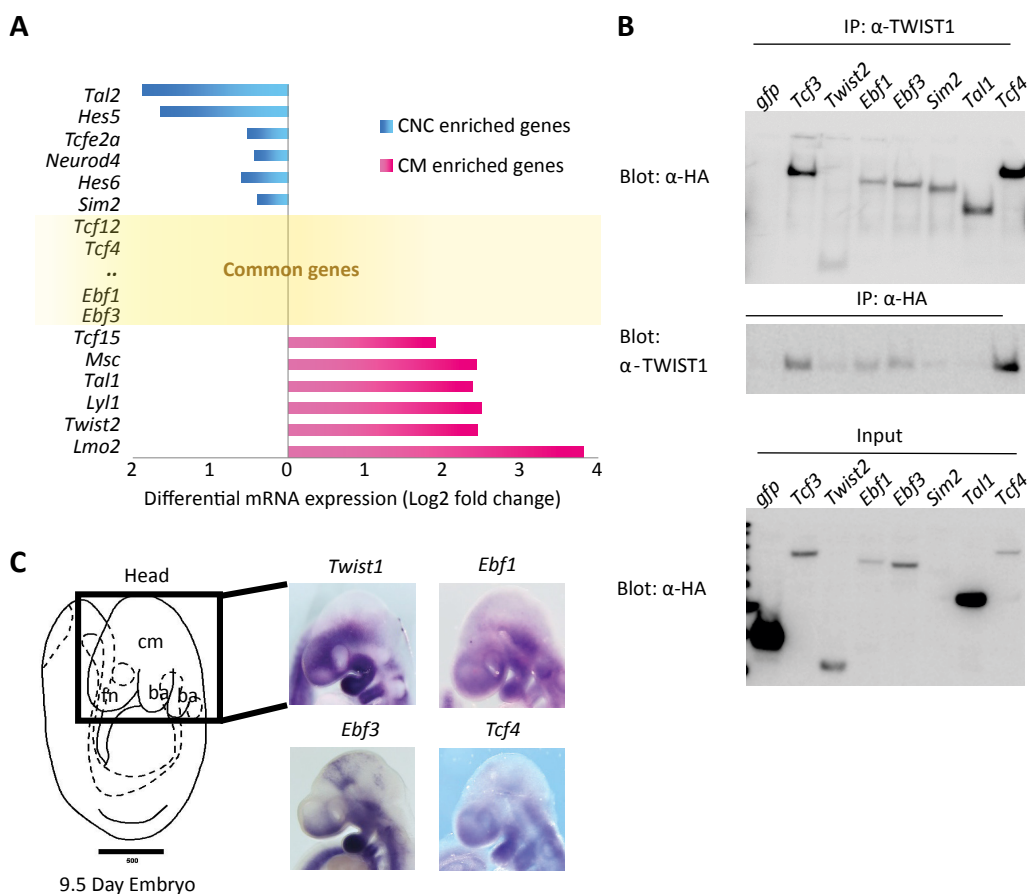 A
Tal2
Hes5
Tcfe2a
Neurod4
Hes6
Sim2
Tcf12
Tcf4
..
Ebf1
Ebf3
Tcf15
Msc
Tal1
Lyl1
Twist2
Lmo2
CNC enriched genes
CM enriched genes
Common genes
2 1 0 1 2 3 4
Differential mRNA expression (Log2 fold change)
B
IP: α-TWIST1
gfp Tcf3 Twist2 Ebf1 Ebf3 Sim2 Tal1 Tcf4
Blot: α-HA
IP: α-HA
Blot:
α-TWIST1
Input
gfp Tcf3 Twist2 Ebf1 Ebf3 Sim2 Tal1 Tcf4
Blot: α-HA
C
Head
cm
fn ba ba
500
9.5 Day Embryo
Twist1 Ebf1
Ebf3 Tcf4